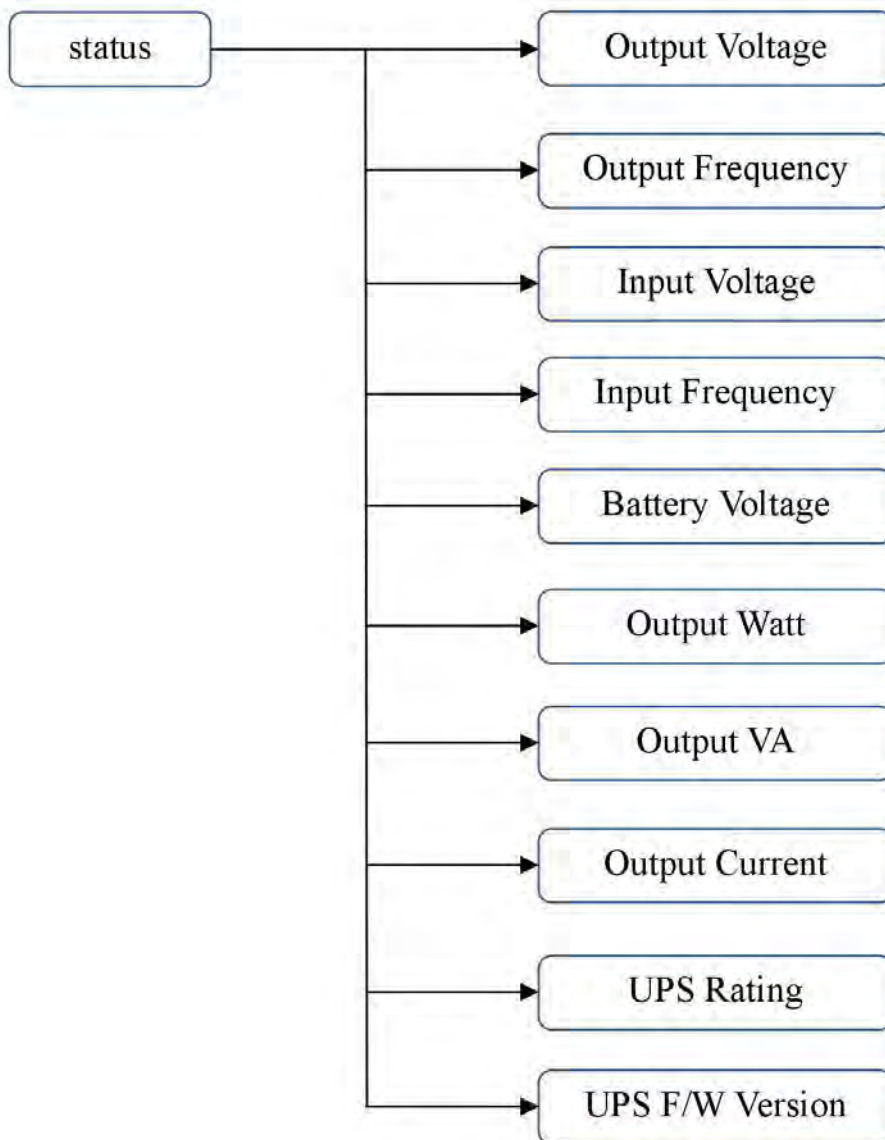 status
Output Voltage
Output Frequency
Input Voltage
Input Frequency
Battery Voltage
Output Watt
Output VA
Output Current
UPS Rating
UPS F/W Version